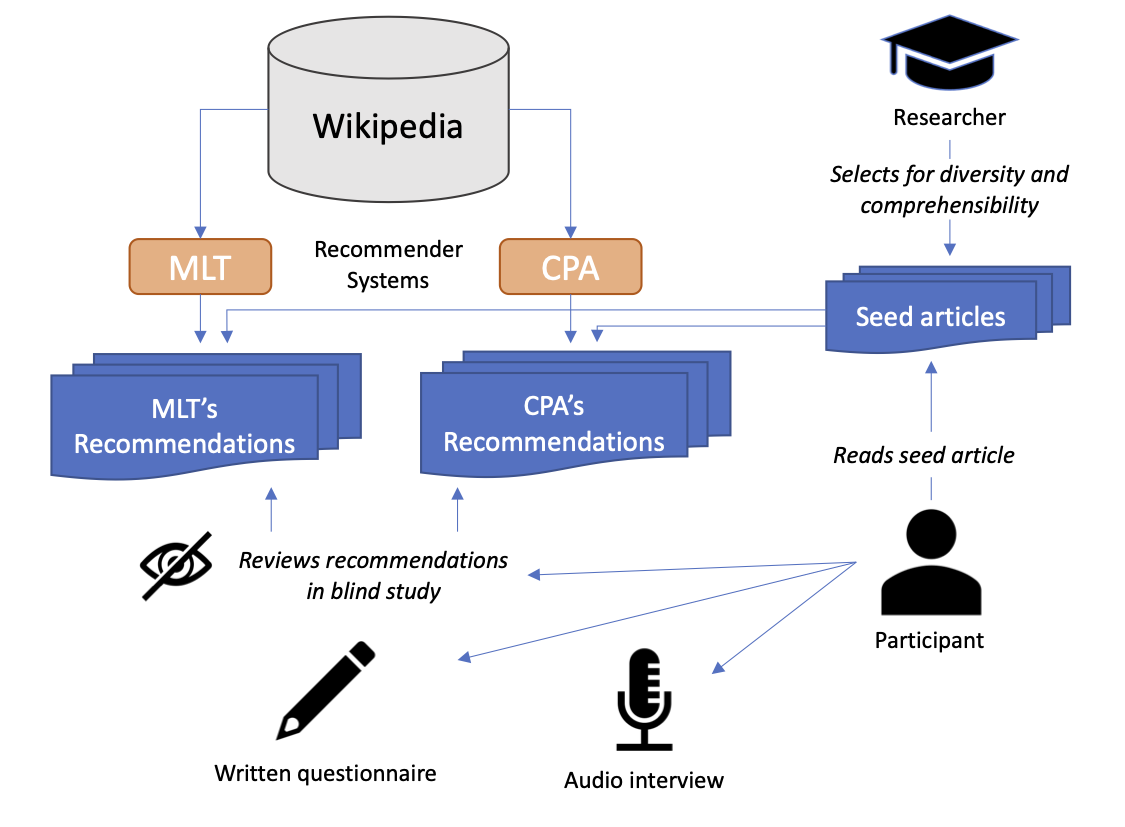 Wikipedia
Researcher
Selects for diversity and
comprehensibility
MLT
Recommender
Systems
CPA
Seed articles
MLT’s
Recommendations
CPA’s
Recommendations
Reads seed article
Reviews recommendations
in blind study
Participant
Written questionnaire
Audio interview